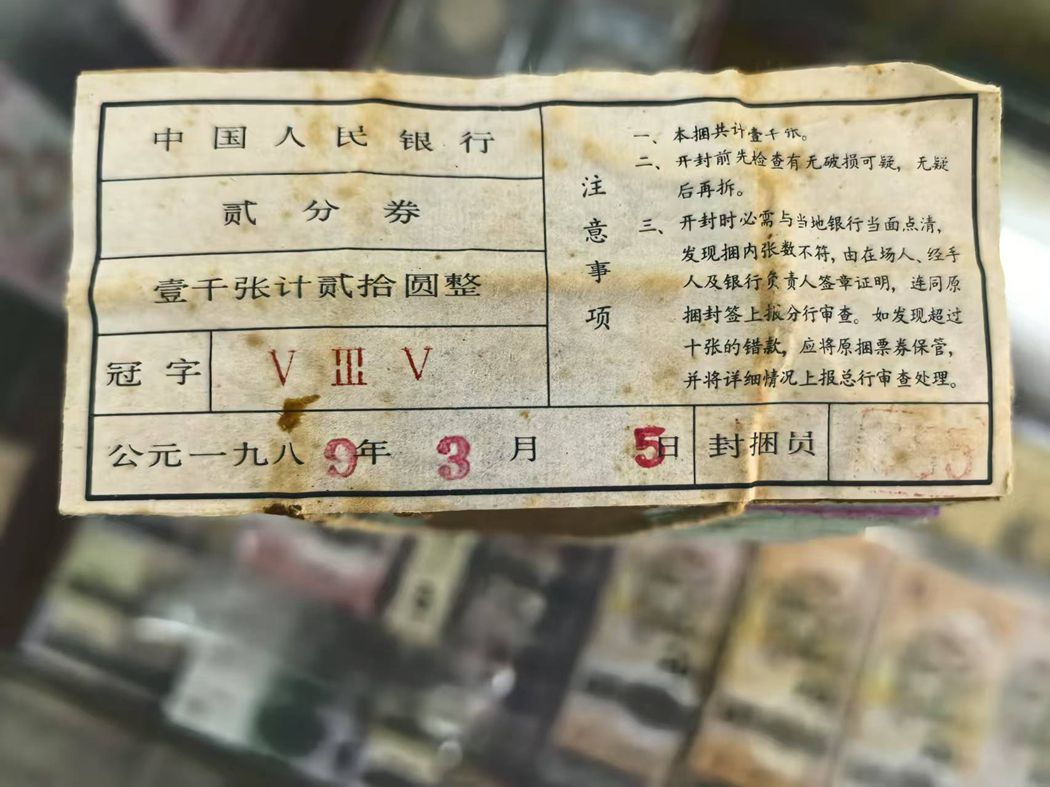 中国人民银行
贰分券
壹千张计贰拾圆整
冠字 V III V
公元一九八9年3月5日 封捆员
注意事项
一、本捆共计壹千张。
二、开封前先检查有无破损可疑，无疑
后再拆。
三、开封时必需与当地银行当面点清，
发现捆内张数不符，由在场人、经手
人及银行负责人签章证明，连同原
捆封签上报分行审查。如发现超过
十张的错款，应将原捆票券保管，
并将详细情况上报总行审查处理。